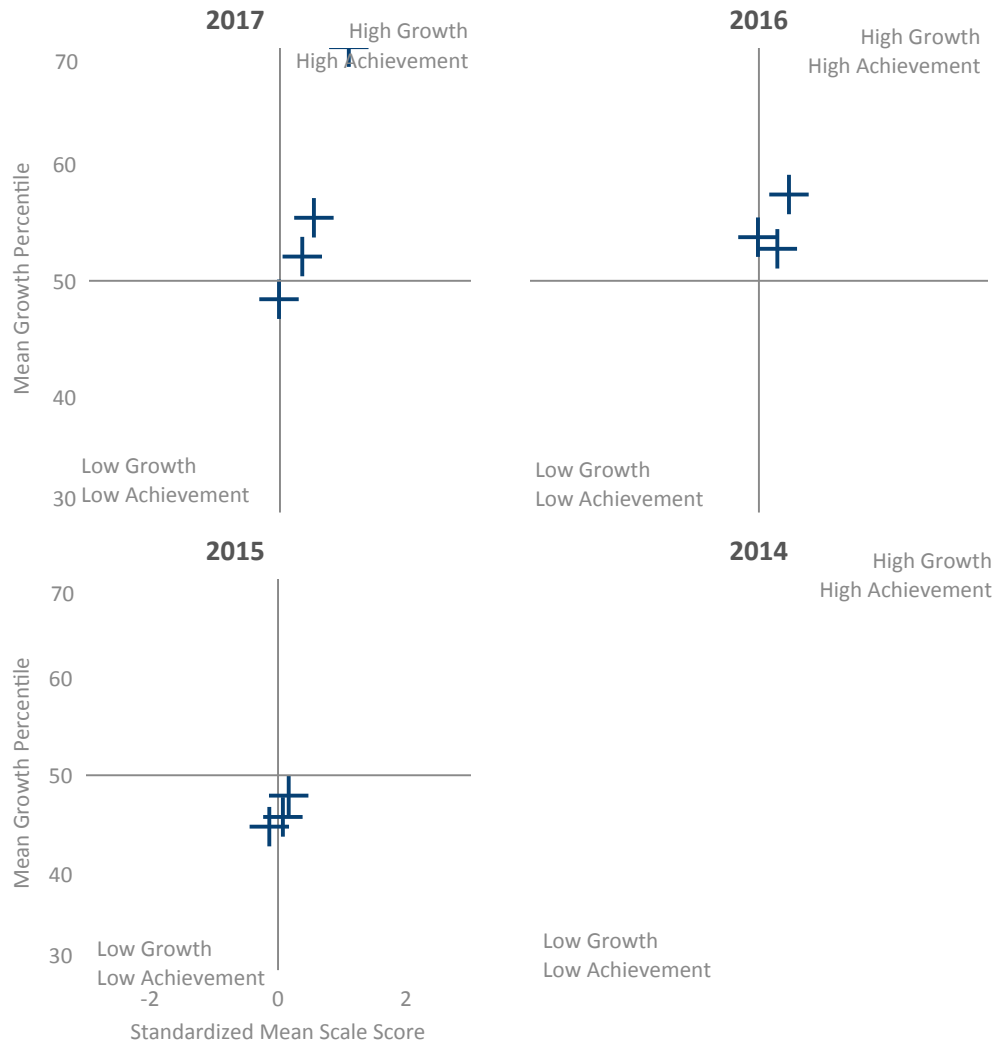 2017
High Growth
High Achievement
70
60
50
40
30
Mean Growth Percentile
Low Growth
Low Achievement
2016
High Growth
High Achievement
Low Growth
Low Achievement
2015
70
60
50
40
30
Mean Growth Percentile
Low Growth
Low Achievement
-2
0
2
Standardized Mean Scale Score
2014
High Growth
High Achievement
Low Growth
Low Achievement